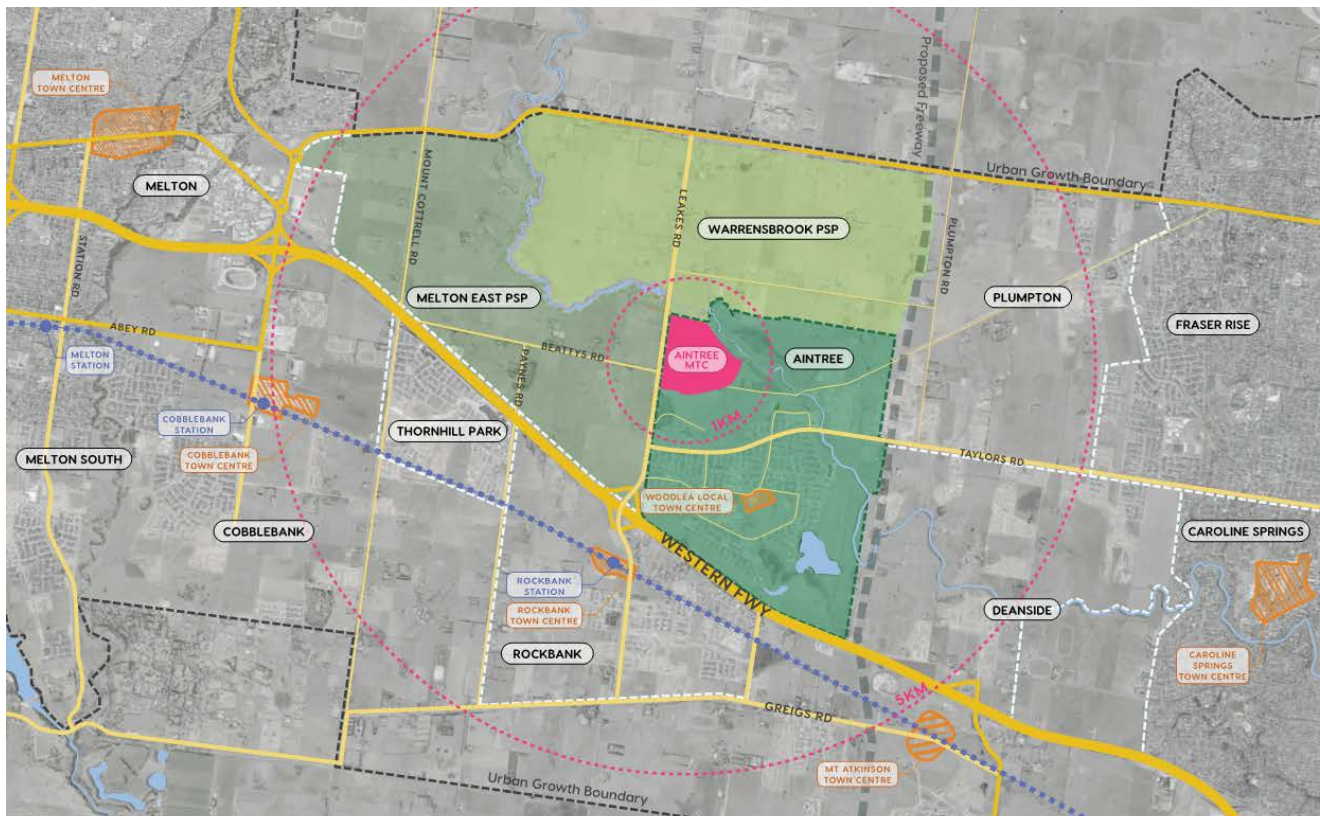 MELTON
TOWN CENTRE
MELTON
STATION RD
ABEY RD
MELTON
STATION
MELTON SOUTH
COBBLEBANK
STATION
COBBLEBANK
TOWN CENTRE
COBBLEBANK
MOUNT COTTRELL RD
MELTON EAST PSP
BEATTYS RD
PAYNES RD
THORNHILL PARK
LEAKES RD
WARRENSBROOK PSP
AINTREE
MTC
AINTREE
1KM
WOODLEA LOCAL
TOWN CENTRE
WESTERN FWY
ROCKBANK
STATION
ROCKBANK
TOWN CENTRE
ROCKBANK
Proposed Freeway
Urban Growth Boundary
PLUMPTON RD
PLUMPTON
FRASER RISE
TAYLORS RD
CAROLINE SPRINGS
DEANSIDE
CAROLINE
SPRINGS
TOWN CENTRE
5KM
GREIGS RD
MT ATKINSON
TOWN CENTRE
Urban Growth Boundary